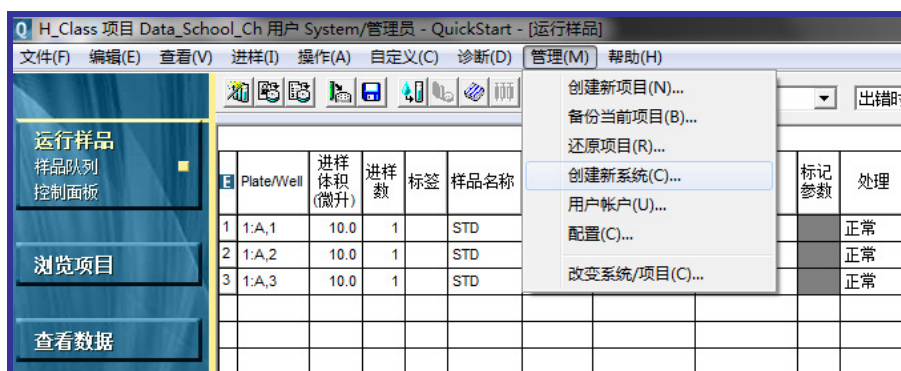 H_Class 项目 Data_School_Ch 用户 System/管理员 - QuickStart - [运行样品]
文件(F) 编辑(E) 查看(V) 进样(I) 操作(A) 自定义(C) 诊断(D) 管理(M) 帮助(H)
创建新项目(N)...
备份当前项目(B)...
还原项目(R)...
创建新系统(C)...
用户帐户(U)...
配置(C)...
改变系统/项目(C)...
运行样品
样品队列
控制面板
浏览项目
查看数据
Plate/Well 进样体积(微升) 进样数 标签 样品名称 标记参数 处理
1 1:A,1 10.0 1 STD 正常
2 1:A,2 10.0 1 STD 正常
3 1:A,3 10.0 1 STD 正常